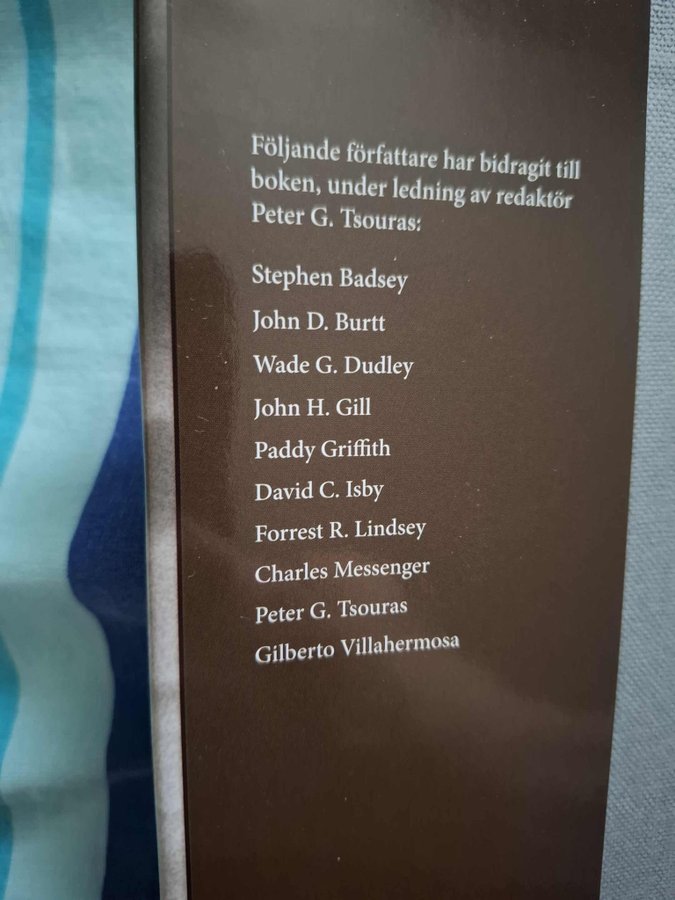 Följande författare har bidragit till
boken, under ledning av redaktör
Peter G. Tsouras:
Stephen Badsey
John D. Burtt
Wade G. Dudley
John H. Gill
Paddy Griffith
David C. Isby
Forrest R. Lindsey
Charles Messenger
Peter G. Tsouras
Gilberto Villahermosa